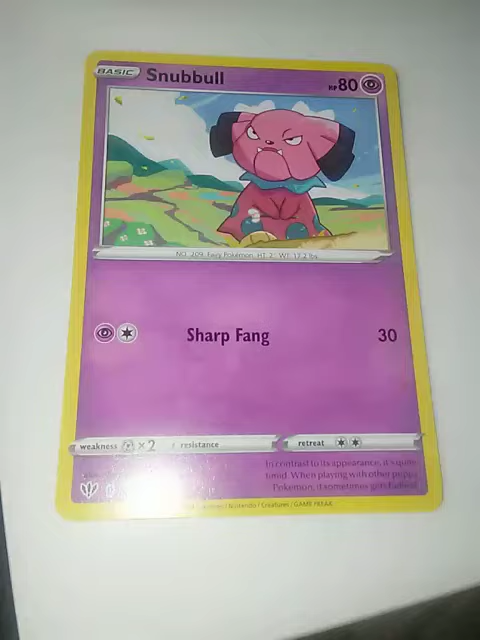 BASIC Snubbull HP 80
NO. 209 Fairy Pokémon HT: 2' WT: 17.2 lbs
Sharp Fang 30
weakness ×2 resistance retreat
In contrast to its appearance, it's quite
timid. When playing with other puppy
Pokémon, it sometimes gets
Nintendo / Creatures / GAME FREAK